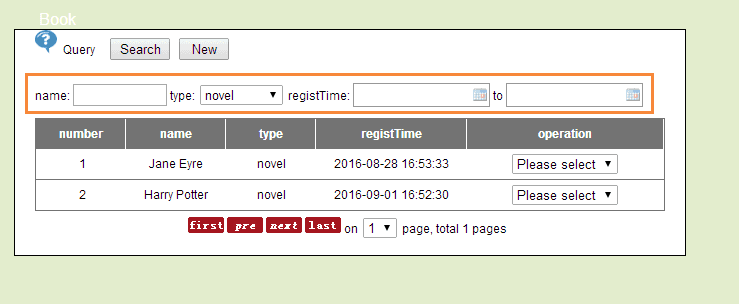 Book
Query Search New
name: type: novel registTime: to
number name type registTime operation
1 Jane Eyre novel 2016-08-28 16:53:33 Please select
2 Harry Potter novel 2016-09-01 16:52:30 Please select
first pre next last on 1 page, total 1 pages